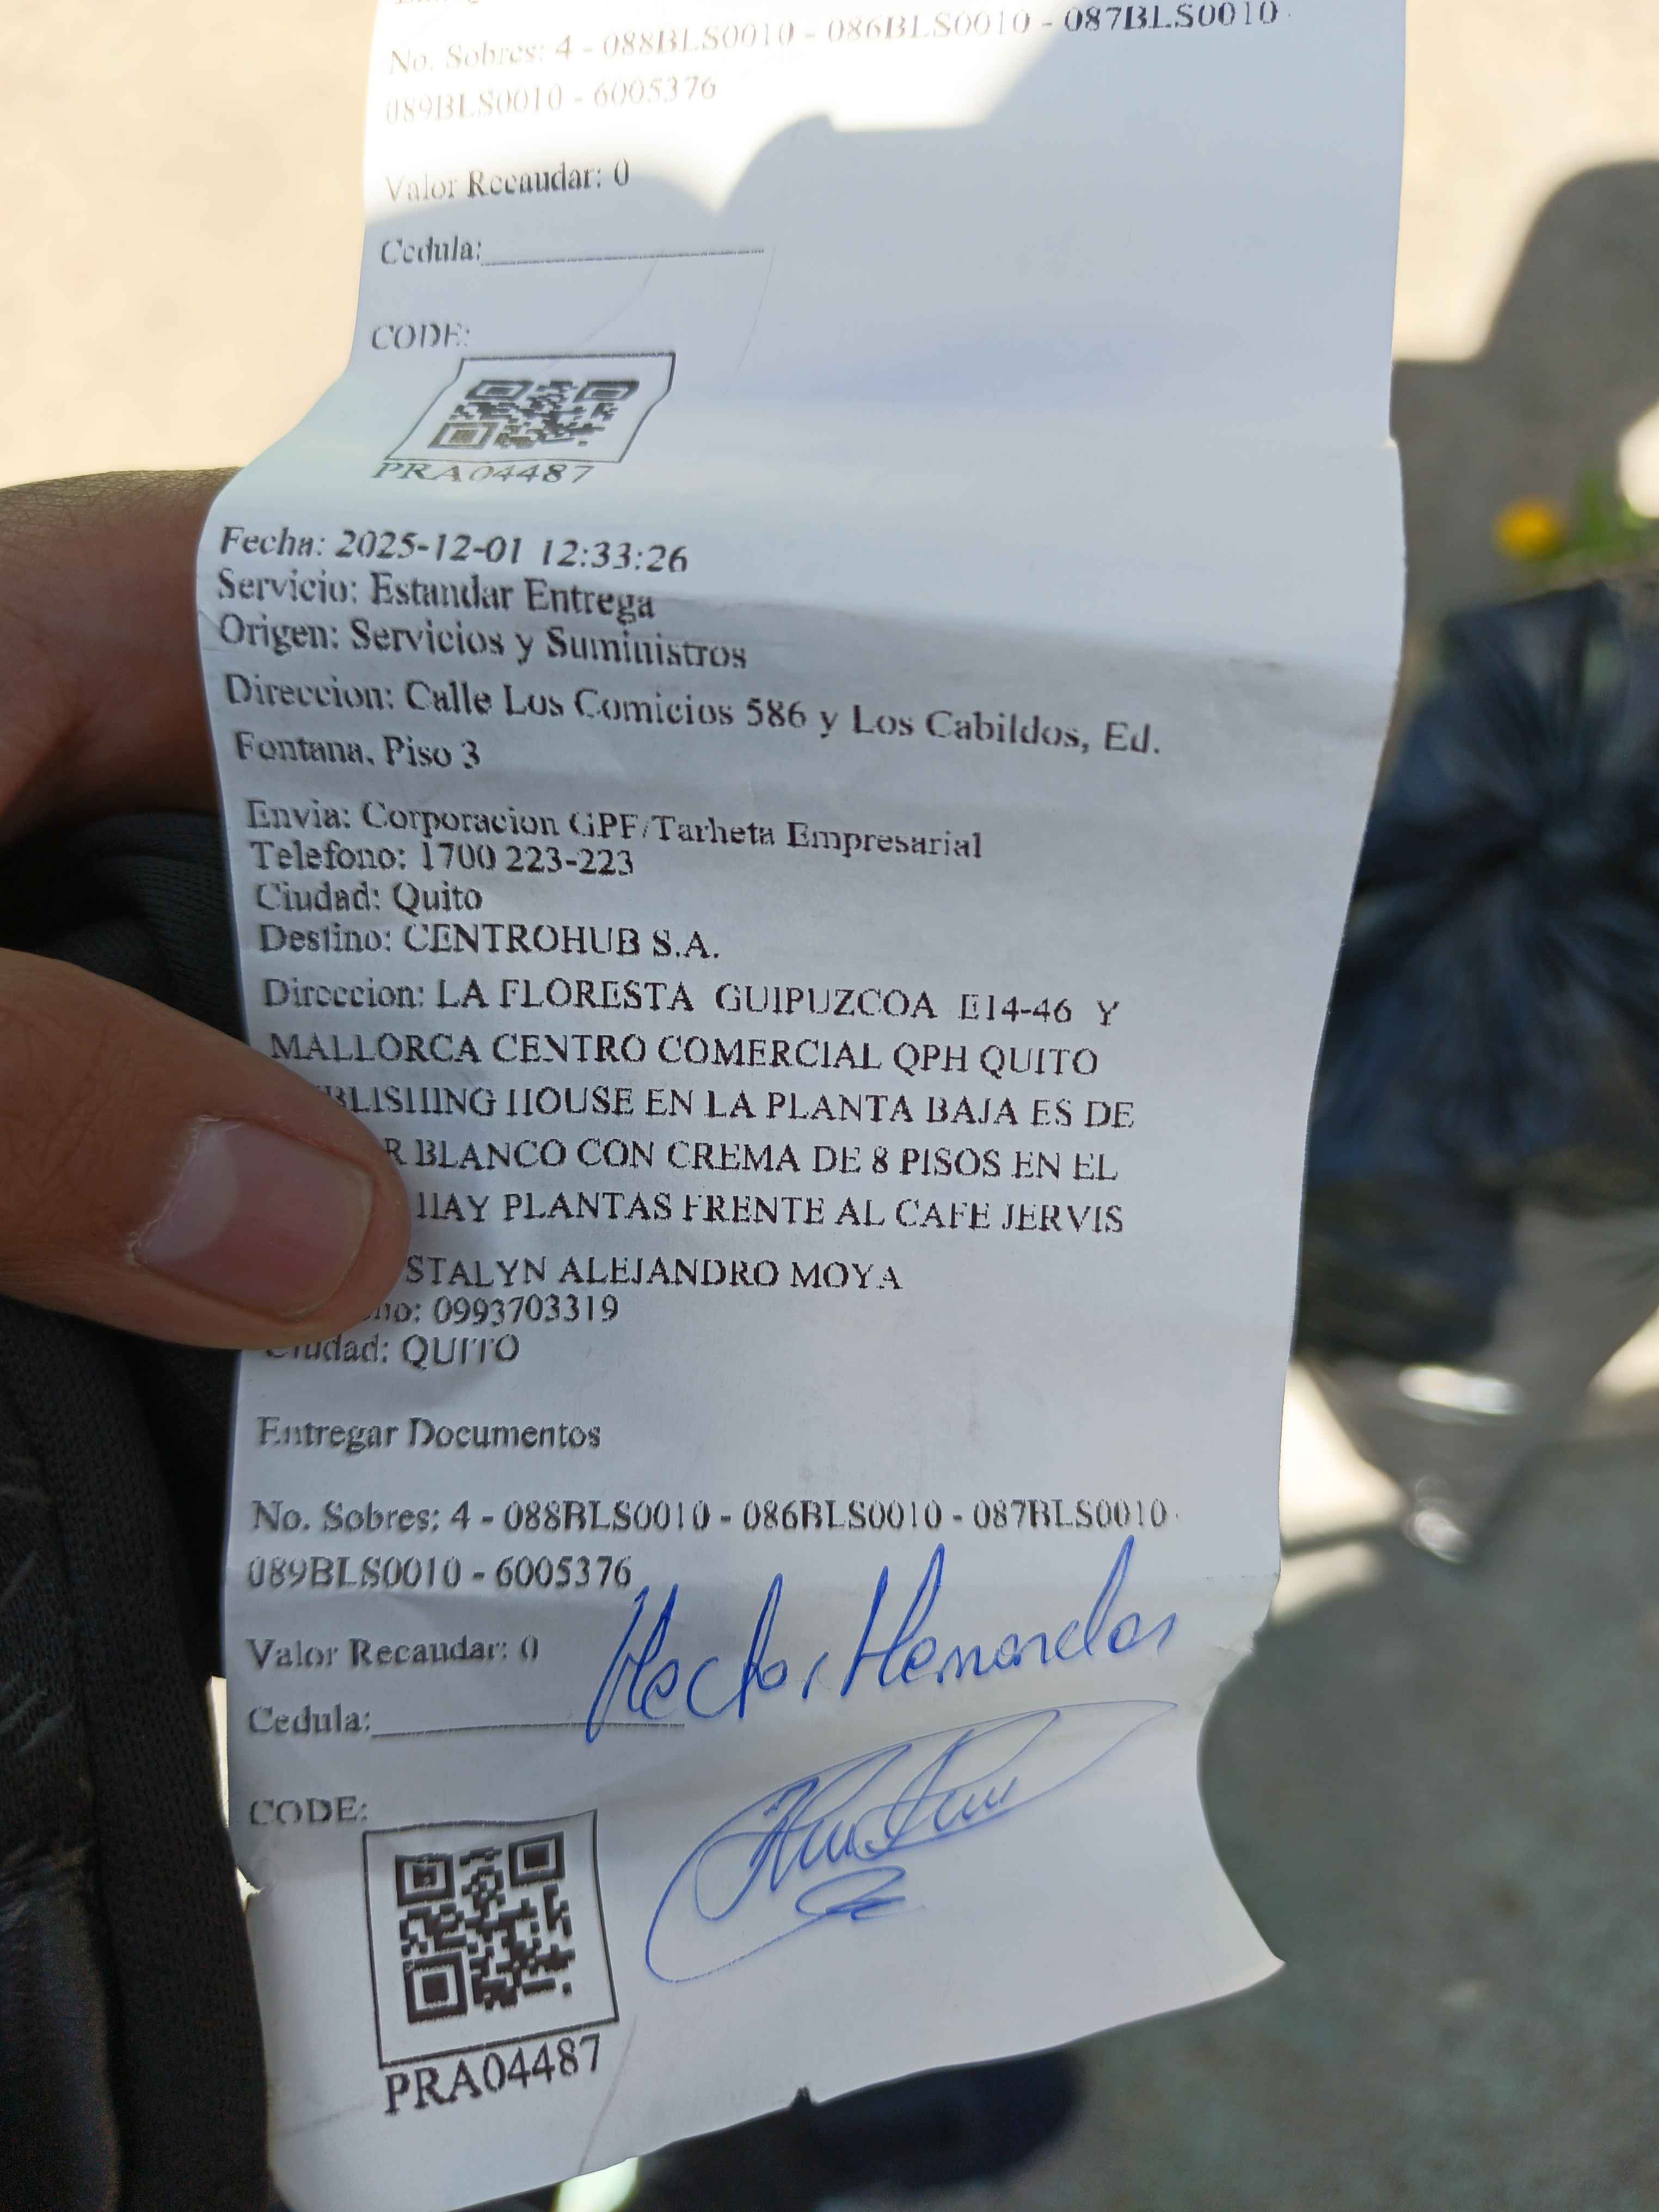 No. Sobres: 4 - 088BLS0010 - 086BLS0010 - 087BLS0010
089BLS0010 - 6005376
Valor Recaudar: 0
Cedula:
CODE:
PRA04487
Fecha: 2025-12-01 12:33:26
Servicio: Estandar Entrega
Origen: Servicios y Suministros
Direccion: Calle Los Comicios 586 y Los Cabildos, Ed.
Fontana, Piso 3
Envia: Corporacion GPF/Tarheta Empresarial
Telefono: 1700 223-223
Ciudad: Quito
Destino: CENTROHUB S.A.
Direccion: LA FLORESTA GUIPUZCOA E14-46 Y
MALLORCA CENTRO COMERCIAL QPH QUITO
BLISHING HOUSE EN LA PLANTA BAJA ES DE
R BLANCO CON CREMA DE 8 PISOS EN EL
HAY PLANTAS FRENTE AL CAFE JERVIS
STALYN ALEJANDRO MOYA
no: 0993703319
Ciudad: QUITO
Entregar Documentos
No. Sobres: 4 - 088BLS0010 - 086BLS0010 - 087BLS0010
089BLS0010 - 6005376
Valor Recaudar: 0
Hector Hernandez
Cedula:
CODE:
PRA04487